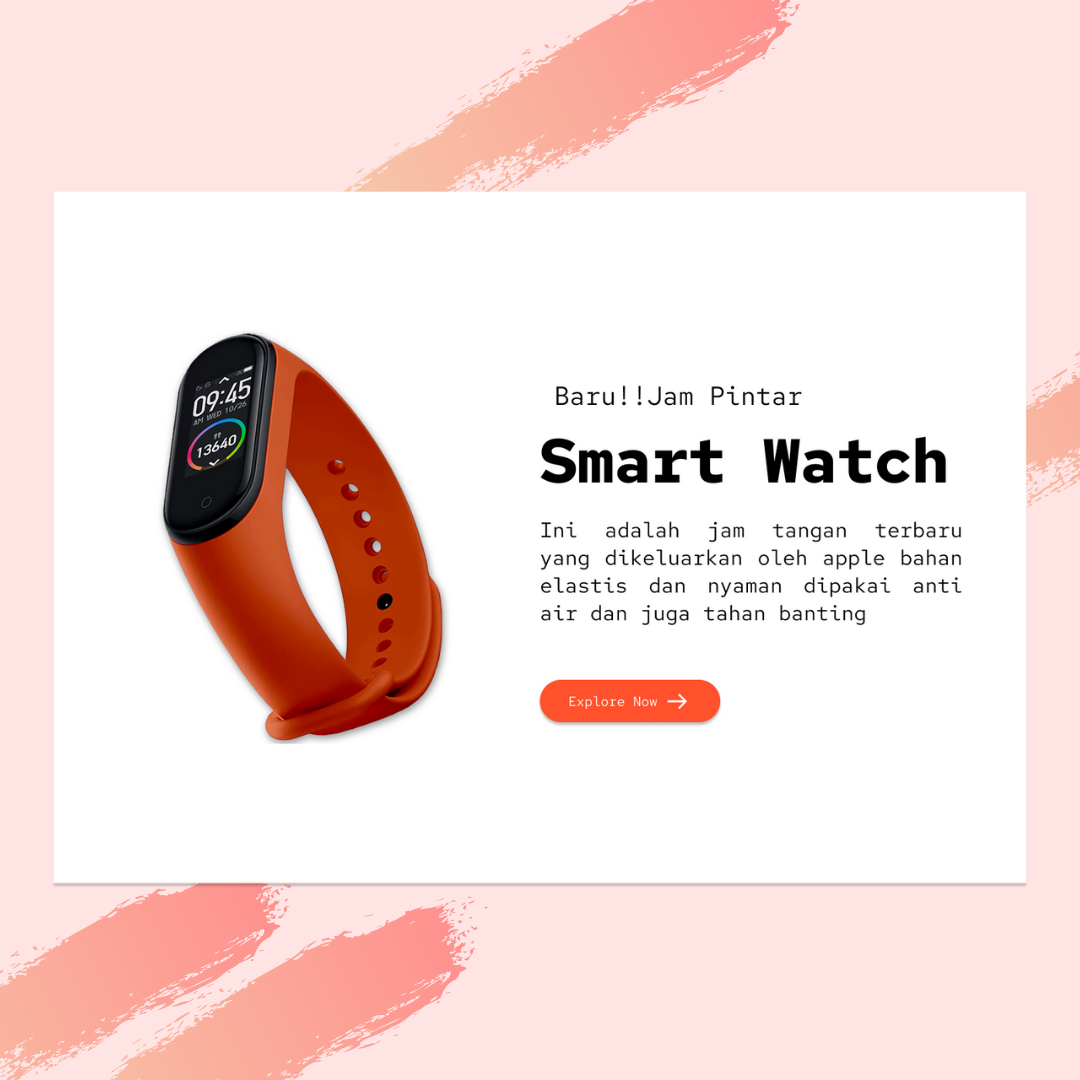 09:45
AM WED 10/26
13640
Baru!!Jam Pintar
Smart Watch
Ini adalah jam tangan terbaru
yang dikeluarkan oleh apple bahan
elastis dan nyaman dipakai anti
air dan juga tahan banting
Explore Now